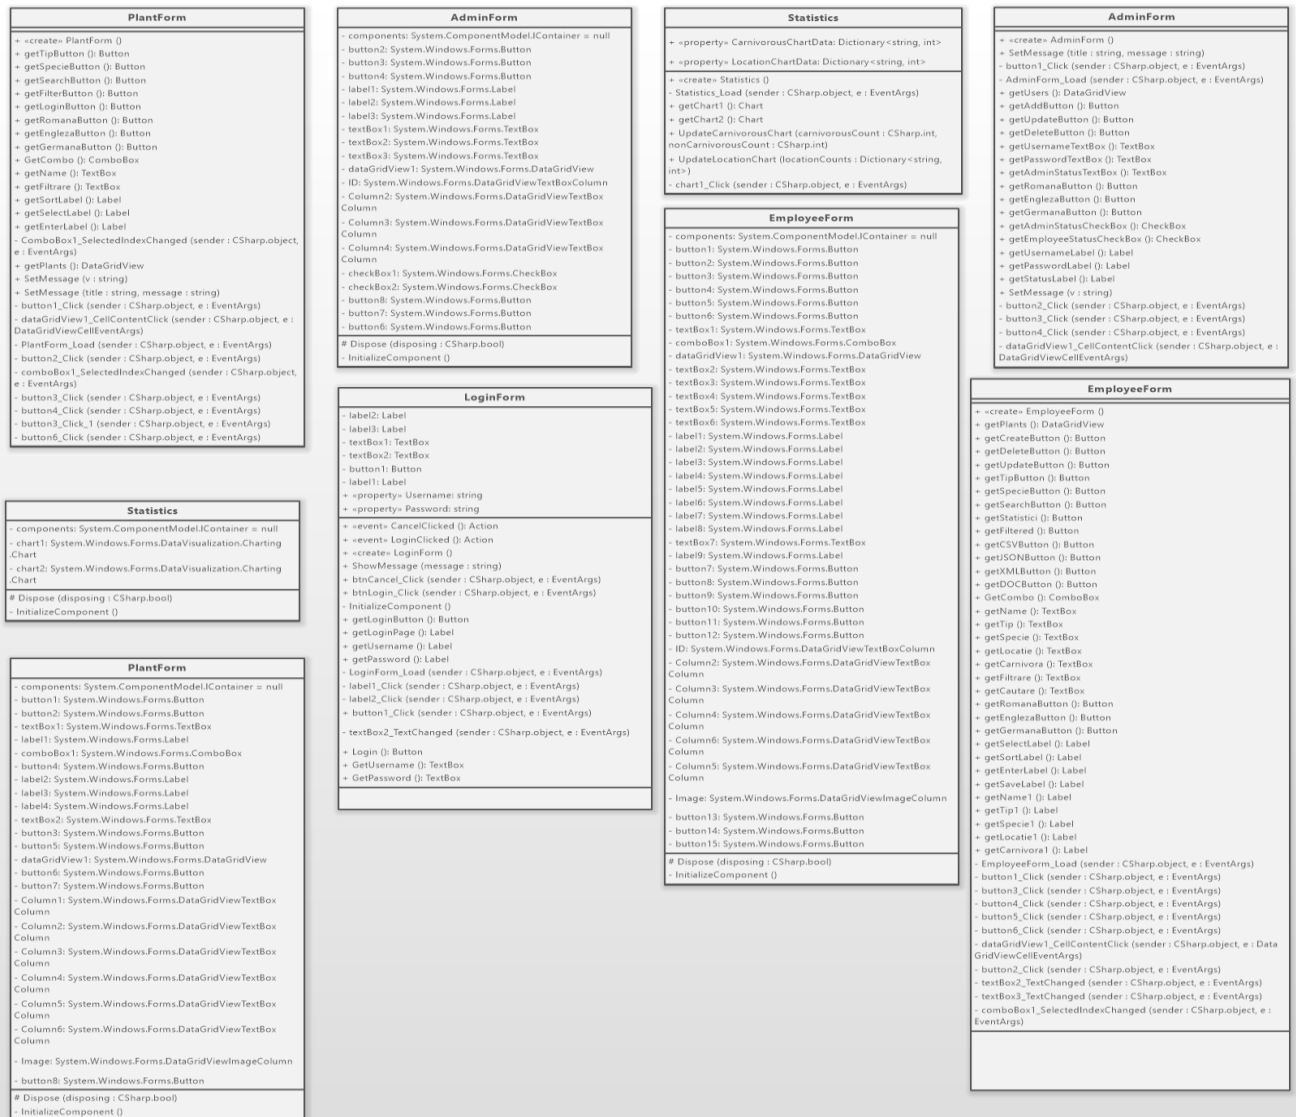 PlantForm
+ «create» PlantForm ()
+ getTipButton (): Button
+ getSpecieButton (): Button
+ getSearchButton (): Button
+ getFilterButton (): Button
+ getLoginButton (): Button
+ getRomanaButton (): Button
+ getEnglezaButton (): Button
+ getGermanaButton (): Button
+ GetCombo (): ComboBox
+ getName (): TextBox
+ getFiltrare (): TextBox
+ getSortLabel (): Label
+ getSelectLabel (): Label
+ getEnterLabel (): Label
- ComboBox1_SelectedIndexChanged (sender : CSharp.object,
e : EventArgs)
+ getPlants (): DataGridView
+ SetMessage (v : string)
+ SetMessage (title : string, message : string)
- button1_Click (sender : CSharp.object, e : EventArgs)
- dataGridView1_CellContentClick (sender : CSharp.object, e :
DataGridViewCellEventArgs)
- PlantForm_Load (sender : CSharp.object, e : EventArgs)
- button2_Click (sender : CSharp.object, e : EventArgs)
- comboBox1_SelectedIndexChanged (sender : CSharp.object,
e : EventArgs)
- button3_Click (sender : CSharp.object, e : EventArgs)
- button4_Click (sender : CSharp.object, e : EventArgs)
- button3_Click_1 (sender : CSharp.object, e : EventArgs)
- button6_Click (sender : CSharp.object, e : EventArgs)
Statistics
- components: System.ComponentModel.IContainer = null
- chart1: System.Windows.Forms.DataVisualization.Charting
.Chart
- chart2: System.Windows.Forms.DataVisualization.Charting
.Chart
# Dispose (disposing : CSharp.bool)
- InitializeComponent ()
PlantForm
- components: System.ComponentModel.IContainer = null
- button1: System.Windows.Forms.Button
- button2: System.Windows.Forms.Button
- textBox1: System.Windows.Forms.TextBox
- label1: System.Windows.Forms.Label
- comboBox1: System.Windows.Forms.ComboBox
- button4: System.Windows.Forms.Button
- label2: System.Windows.Forms.Label
- label3: System.Windows.Forms.Label
- label4: System.Windows.Forms.Label
- textBox2: System.Windows.Forms.TextBox
- button3: System.Windows.Forms.Button
- button5: System.Windows.Forms.Button
- dataGridView1: System.Windows.Forms.DataGridView
- button6: System.Windows.Forms.Button
- button7: System.Windows.Forms.Button
- Column1: System.Windows.Forms.DataGridViewTextBox
Column
- Column2: System.Windows.Forms.DataGridViewTextBox
Column
- Column3: System.Windows.Forms.DataGridViewTextBox
Column
- Column4: System.Windows.Forms.DataGridViewTextBox
Column
- Column5: System.Windows.Forms.DataGridViewTextBox
Column
- Column6: System.Windows.Forms.DataGridViewTextBox
Column
- Image: System.Windows.Forms.DataGridViewImageColumn
- button8: System.Windows.Forms.Button
# Dispose (disposing : CSharp.bool)
- InitializeComponent ()
AdminForm
- components: System.ComponentModel.IContainer = null
- button2: System.Windows.Forms.Button
- button3: System.Windows.Forms.Button
- button4: System.Windows.Forms.Button
- label1: System.Windows.Forms.Label
- label2: System.Windows.Forms.Label
- label3: System.Windows.Forms.Label
- textBox1: System.Windows.Forms.TextBox
- textBox2: System.Windows.Forms.TextBox
- textBox3: System.Windows.Forms.TextBox
- dataGridView1: System.Windows.Forms.DataGridView
- ID: System.Windows.Forms.DataGridViewTextBoxColumn
- Column2: System.Windows.Forms.DataGridViewTextBox
Column
- Column3: System.Windows.Forms.DataGridViewTextBox
Column
- Column4: System.Windows.Forms.DataGridViewTextBox
Column
- checkBox1: System.Windows.Forms.CheckBox
- checkBox2: System.Windows.Forms.CheckBox
- button8: System.Windows.Forms.Button
- button7: System.Windows.Forms.Button
- button6: System.Windows.Forms.Button
# Dispose (disposing : CSharp.bool)
- InitializeComponent ()
LoginForm
- label2: Label
- label3: Label
- textBox1: TextBox
- textBox2: TextBox
- button1: Button
- label1: Label
+ «property» Username: string
+ «property» Password: string
+ «event» CancelClicked (): Action
+ «event» LoginClicked (): Action
+ «create» LoginForm ()
+ ShowMessage (message : string)
+ btnCancel_Click (sender : CSharp.object, e : EventArgs)
+ btnLogin_Click (sender : CSharp.object, e : EventArgs)
- InitializeComponent ()
+ getLoginButton (): Button
+ getLoginPage (): Label
+ getUsername (): Label
+ getPassword (): Label
- LoginForm_Load (sender : CSharp.object, e : EventArgs)
- label1_Click (sender : CSharp.object, e : EventArgs)
- label2_Click (sender : CSharp.object, e : EventArgs)
+ button1_Click (sender : CSharp.object, e : EventArgs)
- textBox2_TextChanged (sender : CSharp.object, e : EventArgs)
+ Login (): Button
+ GetUsername (): TextBox
+ GetPassword (): TextBox
Statistics
+ «property» CarnivorousChartData: Dictionary<string, int>
+ «property» LocationChartData: Dictionary<string, int>
+ «create» Statistics ()
- Statistics_Load (sender : CSharp.object, e : EventArgs)
+ getChart1 (): Chart
+ getChart2 (): Chart
+ UpdateCarnivorousChart (carnivorousCount : CSharp.int,
nonCarnivorousCount : CSharp.int)
+ UpdateLocationChart (locationCounts : Dictionary<string,
int>)
- chart1_Click (sender : CSharp.object, e : EventArgs)
EmployeeForm
- components: System.ComponentModel.IContainer = null
- button1: System.Windows.Forms.Button
- button2: System.Windows.Forms.Button
- button3: System.Windows.Forms.Button
- button4: System.Windows.Forms.Button
- button5: System.Windows.Forms.Button
- button6: System.Windows.Forms.Button
- textBox1: System.Windows.Forms.TextBox
- comboBox1: System.Windows.Forms.ComboBox
- dataGridView1: System.Windows.Forms.DataGridView
- textBox2: System.Windows.Forms.TextBox
- textBox3: System.Windows.Forms.TextBox
- textBox4: System.Windows.Forms.TextBox
- textBox5: System.Windows.Forms.TextBox
- textBox6: System.Windows.Forms.TextBox
- label1: System.Windows.Forms.Label
- label2: System.Windows.Forms.Label
- label3: System.Windows.Forms.Label
- label4: System.Windows.Forms.Label
- label5: System.Windows.Forms.Label
- label6: System.Windows.Forms.Label
- label7: System.Windows.Forms.Label
- label8: System.Windows.Forms.Label
- textBox7: System.Windows.Forms.TextBox
- label9: System.Windows.Forms.Label
- button7: System.Windows.Forms.Button
- button8: System.Windows.Forms.Button
- button9: System.Windows.Forms.Button
- button10: System.Windows.Forms.Button
- button11: System.Windows.Forms.Button
- button12: System.Windows.Forms.Button
- ID: System.Windows.Forms.DataGridViewTextBoxColumn
- Column2: System.Windows.Forms.DataGridViewTextBox
Column
- Column3: System.Windows.Forms.DataGridViewTextBox
Column
- Column4: System.Windows.Forms.DataGridViewTextBox
Column
- Column6: System.Windows.Forms.DataGridViewTextBox
Column
- Column5: System.Windows.Forms.DataGridViewTextBox
Column
- Image: System.Windows.Forms.DataGridViewImageColumn
- button13: System.Windows.Forms.Button
- button14: System.Windows.Forms.Button
- button15: System.Windows.Forms.Button
# Dispose (disposing : CSharp.bool)
- InitializeComponent ()
AdminForm
+ «create» AdminForm ()
+ SetMessage (title : string, message : string)
- button1_Click (sender : CSharp.object, e : EventArgs)
- AdminForm_Load (sender : CSharp.object, e : EventArgs)
+ getUsers (): DataGridView
+ getAddButton (): Button
+ getUpdateButton (): Button
+ getDeleteButton (): Button
+ getUsernameTextBox (): TextBox
+ getPasswordTextBox (): TextBox
+ getAdminStatusTextBox (): TextBox
+ getRomanaButton (): Button
+ getEnglezaButton (): Button
+ getGermanaButton (): Button
+ getAdminStatusCheckBox (): CheckBox
+ getEmployeeStatusCheckBox (): CheckBox
+ getUsernameLabel (): Label
+ getPasswordLabel (): Label
+ getStatusLabel (): Label
+ SetMessage (v : string)
- button2_Click (sender : CSharp.object, e : EventArgs)
- button3_Click (sender : CSharp.object, e : EventArgs)
- button4_Click (sender : CSharp.object, e : EventArgs)
- dataGridView1_CellContentClick (sender : CSharp.object, e :
DataGridViewCellEventArgs)
EmployeeForm
+ «create» EmployeeForm ()
+ getPlants (): DataGridView
+ getCreateButton (): Button
+ getDeleteButton (): Button
+ getUpdateButton (): Button
+ getTipButton (): Button
+ getSpecieButton (): Button
+ getSearchButton (): Button
+ getStatistici (): Button
+ getFiltered (): Button
+ getCSVButton (): Button
+ getJSONButton (): Button
+ getXMLButton (): Button
+ getDOCButton (): Button
+ GetCombo (): ComboBox
+ getName (): TextBox
+ getTip (): TextBox
+ getSpecie (): TextBox
+ getLocatie (): TextBox
+ getCarnivora (): TextBox
+ getFiltrare (): TextBox
+ getCautare (): TextBox
+ getRomanaButton (): Button
+ getEnglezaButton (): Button
+ getGermanaButton (): Button
+ getSelectLabel (): Label
+ getSortLabel (): Label
+ getEnterLabel (): Label
+ getSaveLabel (): Label
+ getName1 (): Label
+ getTip1 (): Label
+ getSpecie1 (): Label
+ getLocatie1 (): Label
+ getCarnivora1 (): Label
- EmployeeForm_Load (sender : CSharp.object, e : EventArgs)
- button1_Click (sender : CSharp.object, e : EventArgs)
- button3_Click (sender : CSharp.object, e : EventArgs)
- button4_Click (sender : CSharp.object, e : EventArgs)
- button5_Click (sender : CSharp.object, e : EventArgs)
- button6_Click (sender : CSharp.object, e : EventArgs)
- dataGridView1_CellContentClick (sender : CSharp.object, e : Data
GridViewCellEventArgs)
- button2_Click (sender : CSharp.object, e : EventArgs)
- textBox2_TextChanged (sender : CSharp.object, e : EventArgs)
- textBox3_TextChanged (sender : CSharp.object, e : EventArgs)
- comboBox1_SelectedIndexChanged (sender : CSharp.object, e :
EventArgs)